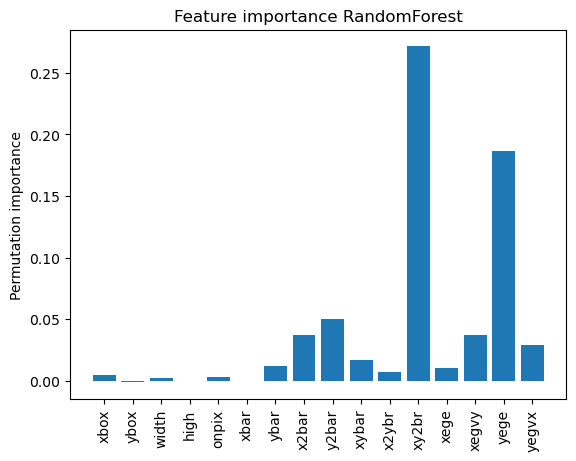 Feature importance RandomForest
Permutation importance
0.25
0.20
0.15
0.10
0.05
0.00
xbox
ybox
width
high
onpix
xbar
ybar
x2bar
y2bar
xybar
x2ybr
xy2br
xege
xegvy
yege
yegvx